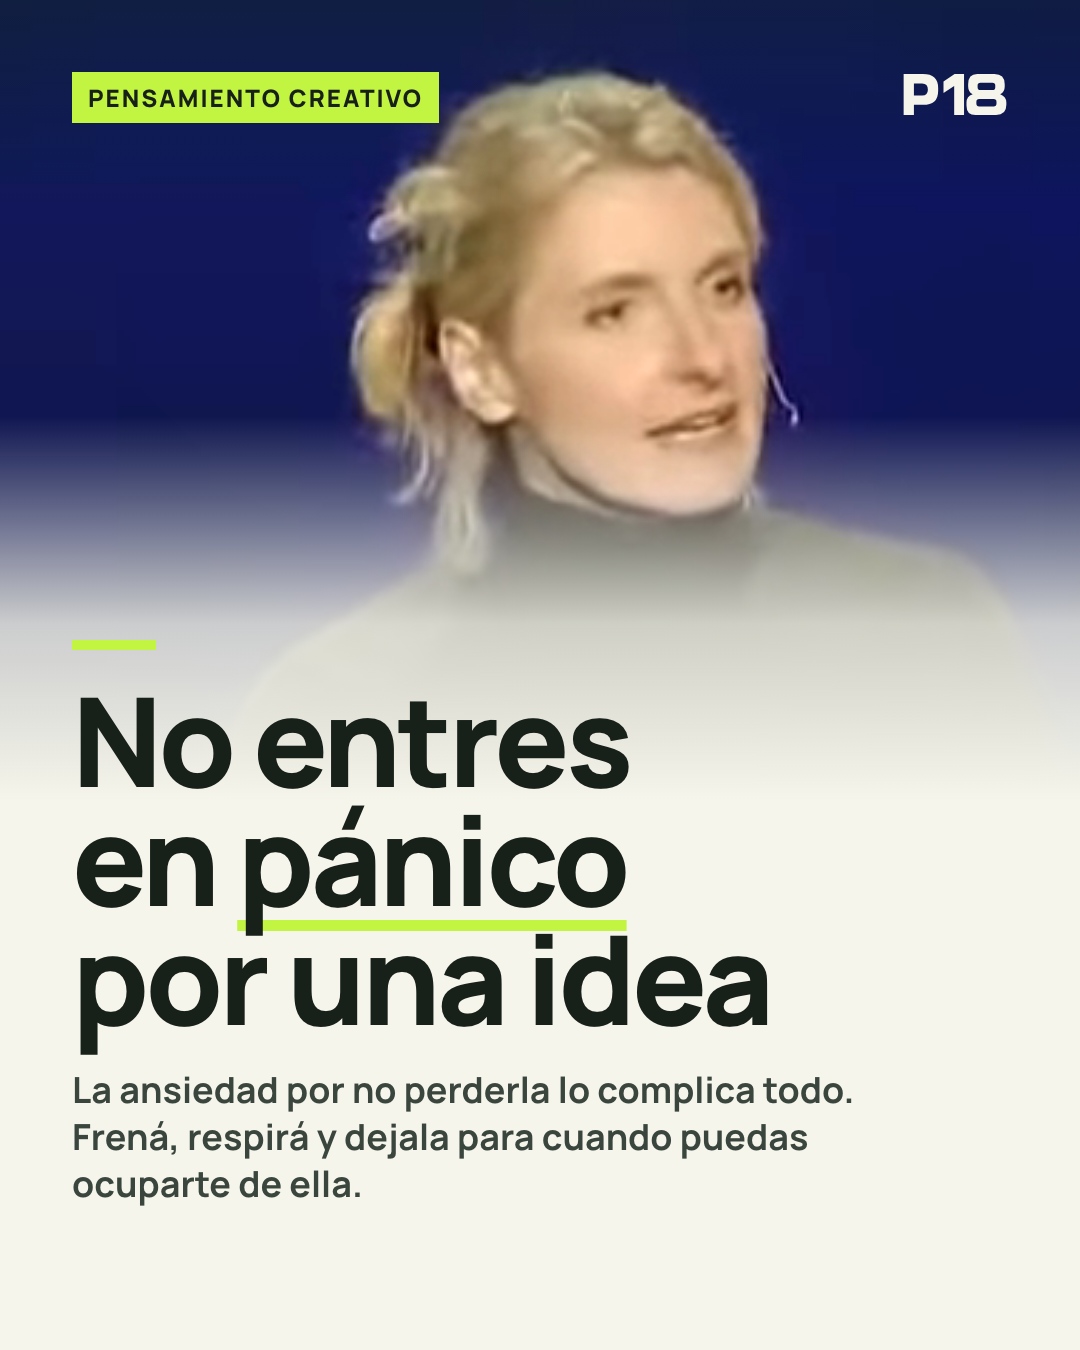 PENSAMIENTO CREATIVO
P18
No entres
en pánico
por una idea
La ansiedad por no perderla lo complica todo.
Frená, respirá y dejala para cuando puedas
ocuparte de ella.